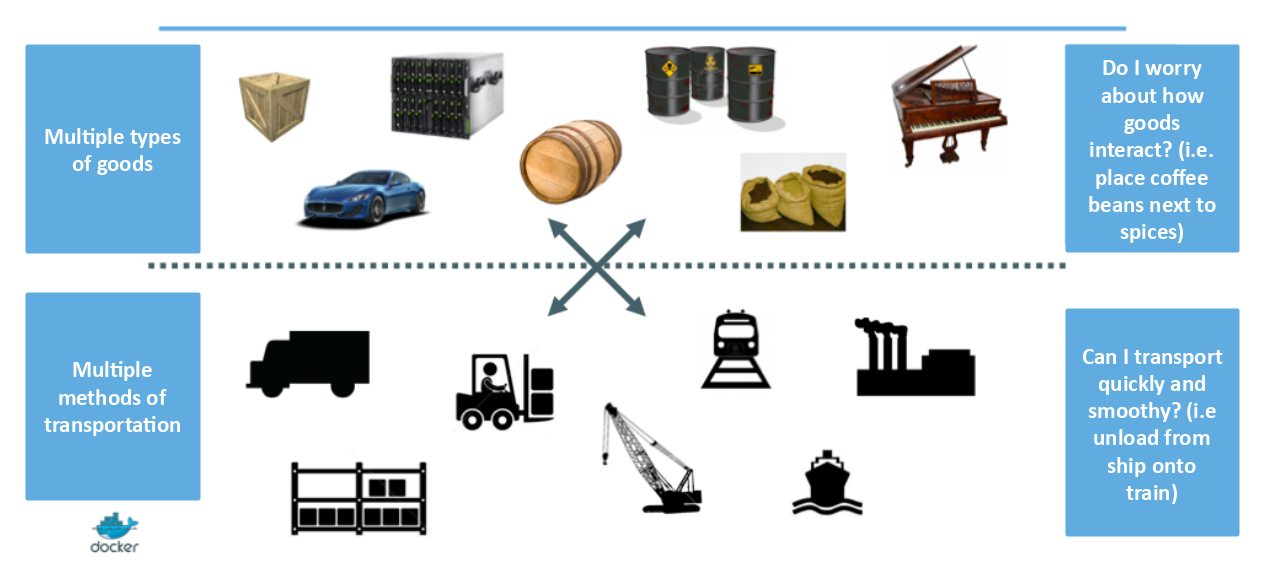 Multiple types
of goods
Do I worry
about how
goods
interact? (i.e.
place coffee
beans next to
spices)
Multiple
methods of
transportation
Can I transport
quickly and
smoothy? (i.e
unload from
ship onto
train)
docker